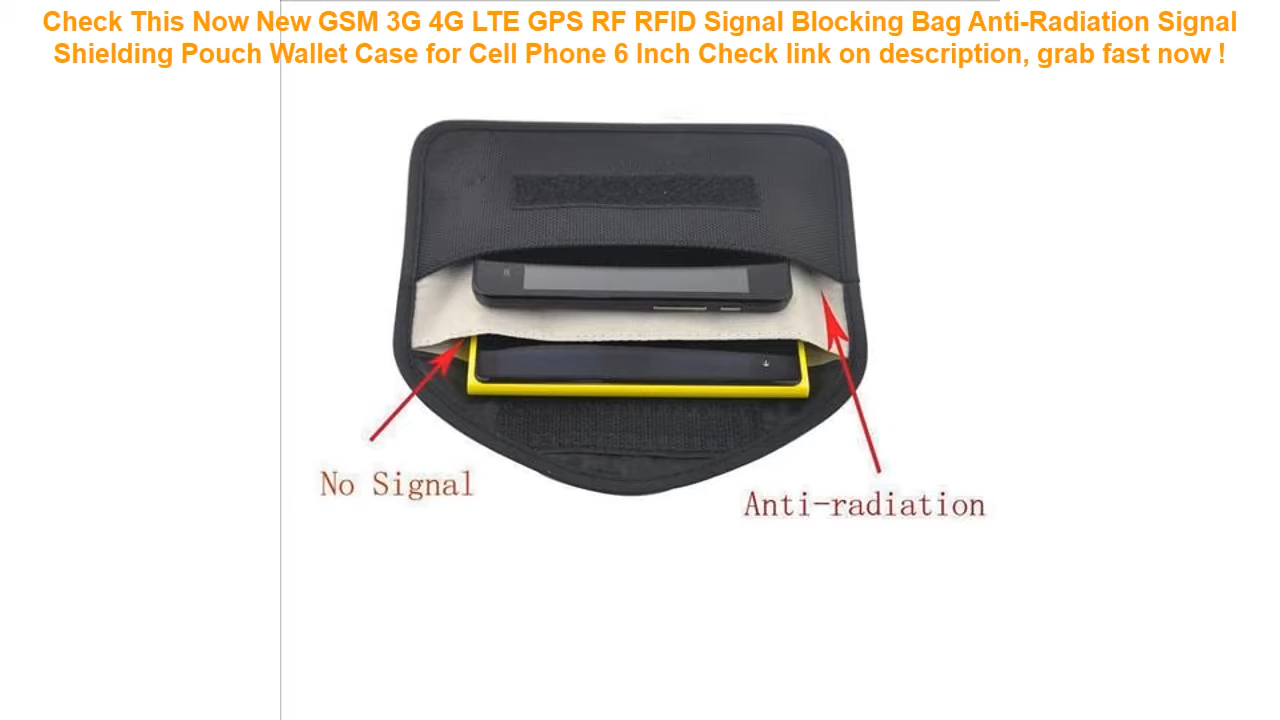 Check This Now New GSM 3G 4G LTE GPS RF RFID Signal Blocking Bag Anti-Radiation Signal
Shielding Pouch Wallet Case for Cell Phone 6 Inch Check link on description, grab fast now !
No Signal
Anti-radiation